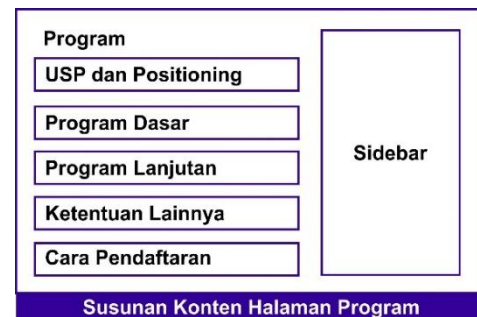 Program
USP dan Positioning
Program Dasar
Program Lanjutan
Ketentuan Lainnya
Cara Pendaftaran
Sidebar
Susunan Konten Halaman Program